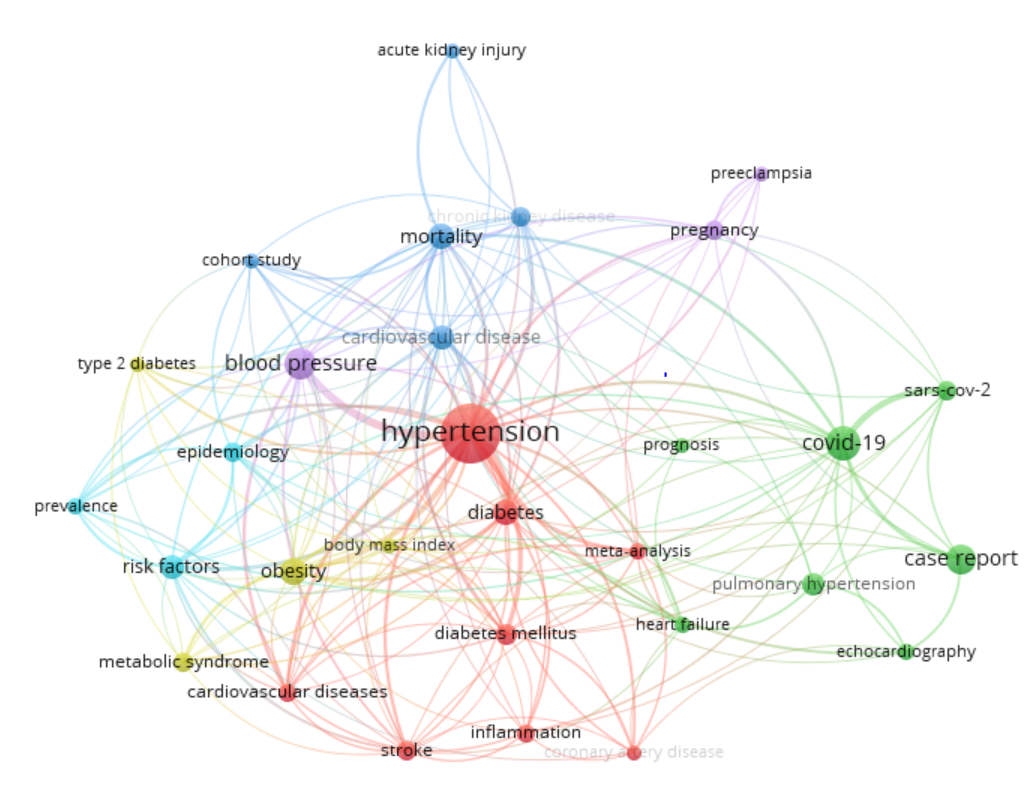 acute kidney injury
preeclampsia
chronic kidney disease
pregnancy
mortality
cohort study
cardiovascular disease
type 2 diabetes
blood pressure
sars-cov-2
hypertension
prognosis
covid-19
epidemiology
prevalence
diabetes
body mass index
meta-analysis
case report
risk factors
obesity
pulmonary hypertension
heart failure
diabetes mellitus
echocardiography
metabolic syndrome
cardiovascular diseases
inflammation
stroke
coronary artery disease